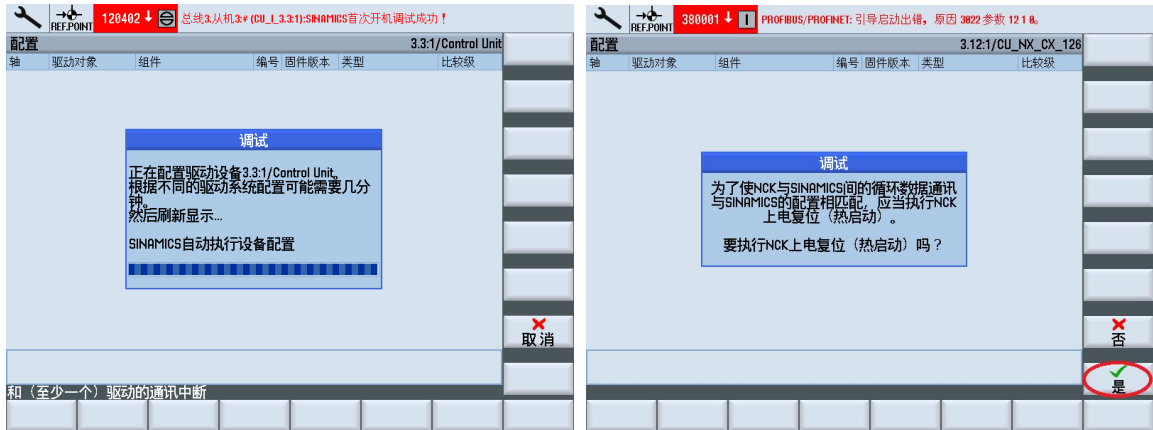 REF.POINT
120402
总线3.从机3:# (CU_I_3.3:1):SINAMICS首次开机调试成功！
配置 3.3:1/Control Unit
轴 驱动对象 组件 编号 固件版本 类型 比较级
调试
正在配置驱动设备3.3:1/Control Unit。
根据不同的驱动系统配置可能需要几分
钟。
然后刷新显示...
SINAMICS自动执行设备配置
取消
和（至少一个）驱动的通讯中断
REF.POINT
380001
PROFIBUS/PROFINET: 引导启动出错，原因 3022 参数 12 1 0。
配置 3.12:1/CU_NX_CX_126
轴 驱动对象 组件 编号 固件版本 类型 比较级
调试
为了使NCK与SINAMICS间的循环数据通讯
与SINAMICS的配置相匹配，应当执行NCK
上电复位（热启动）。
要执行NCK上电复位（热启动）吗？
否
是